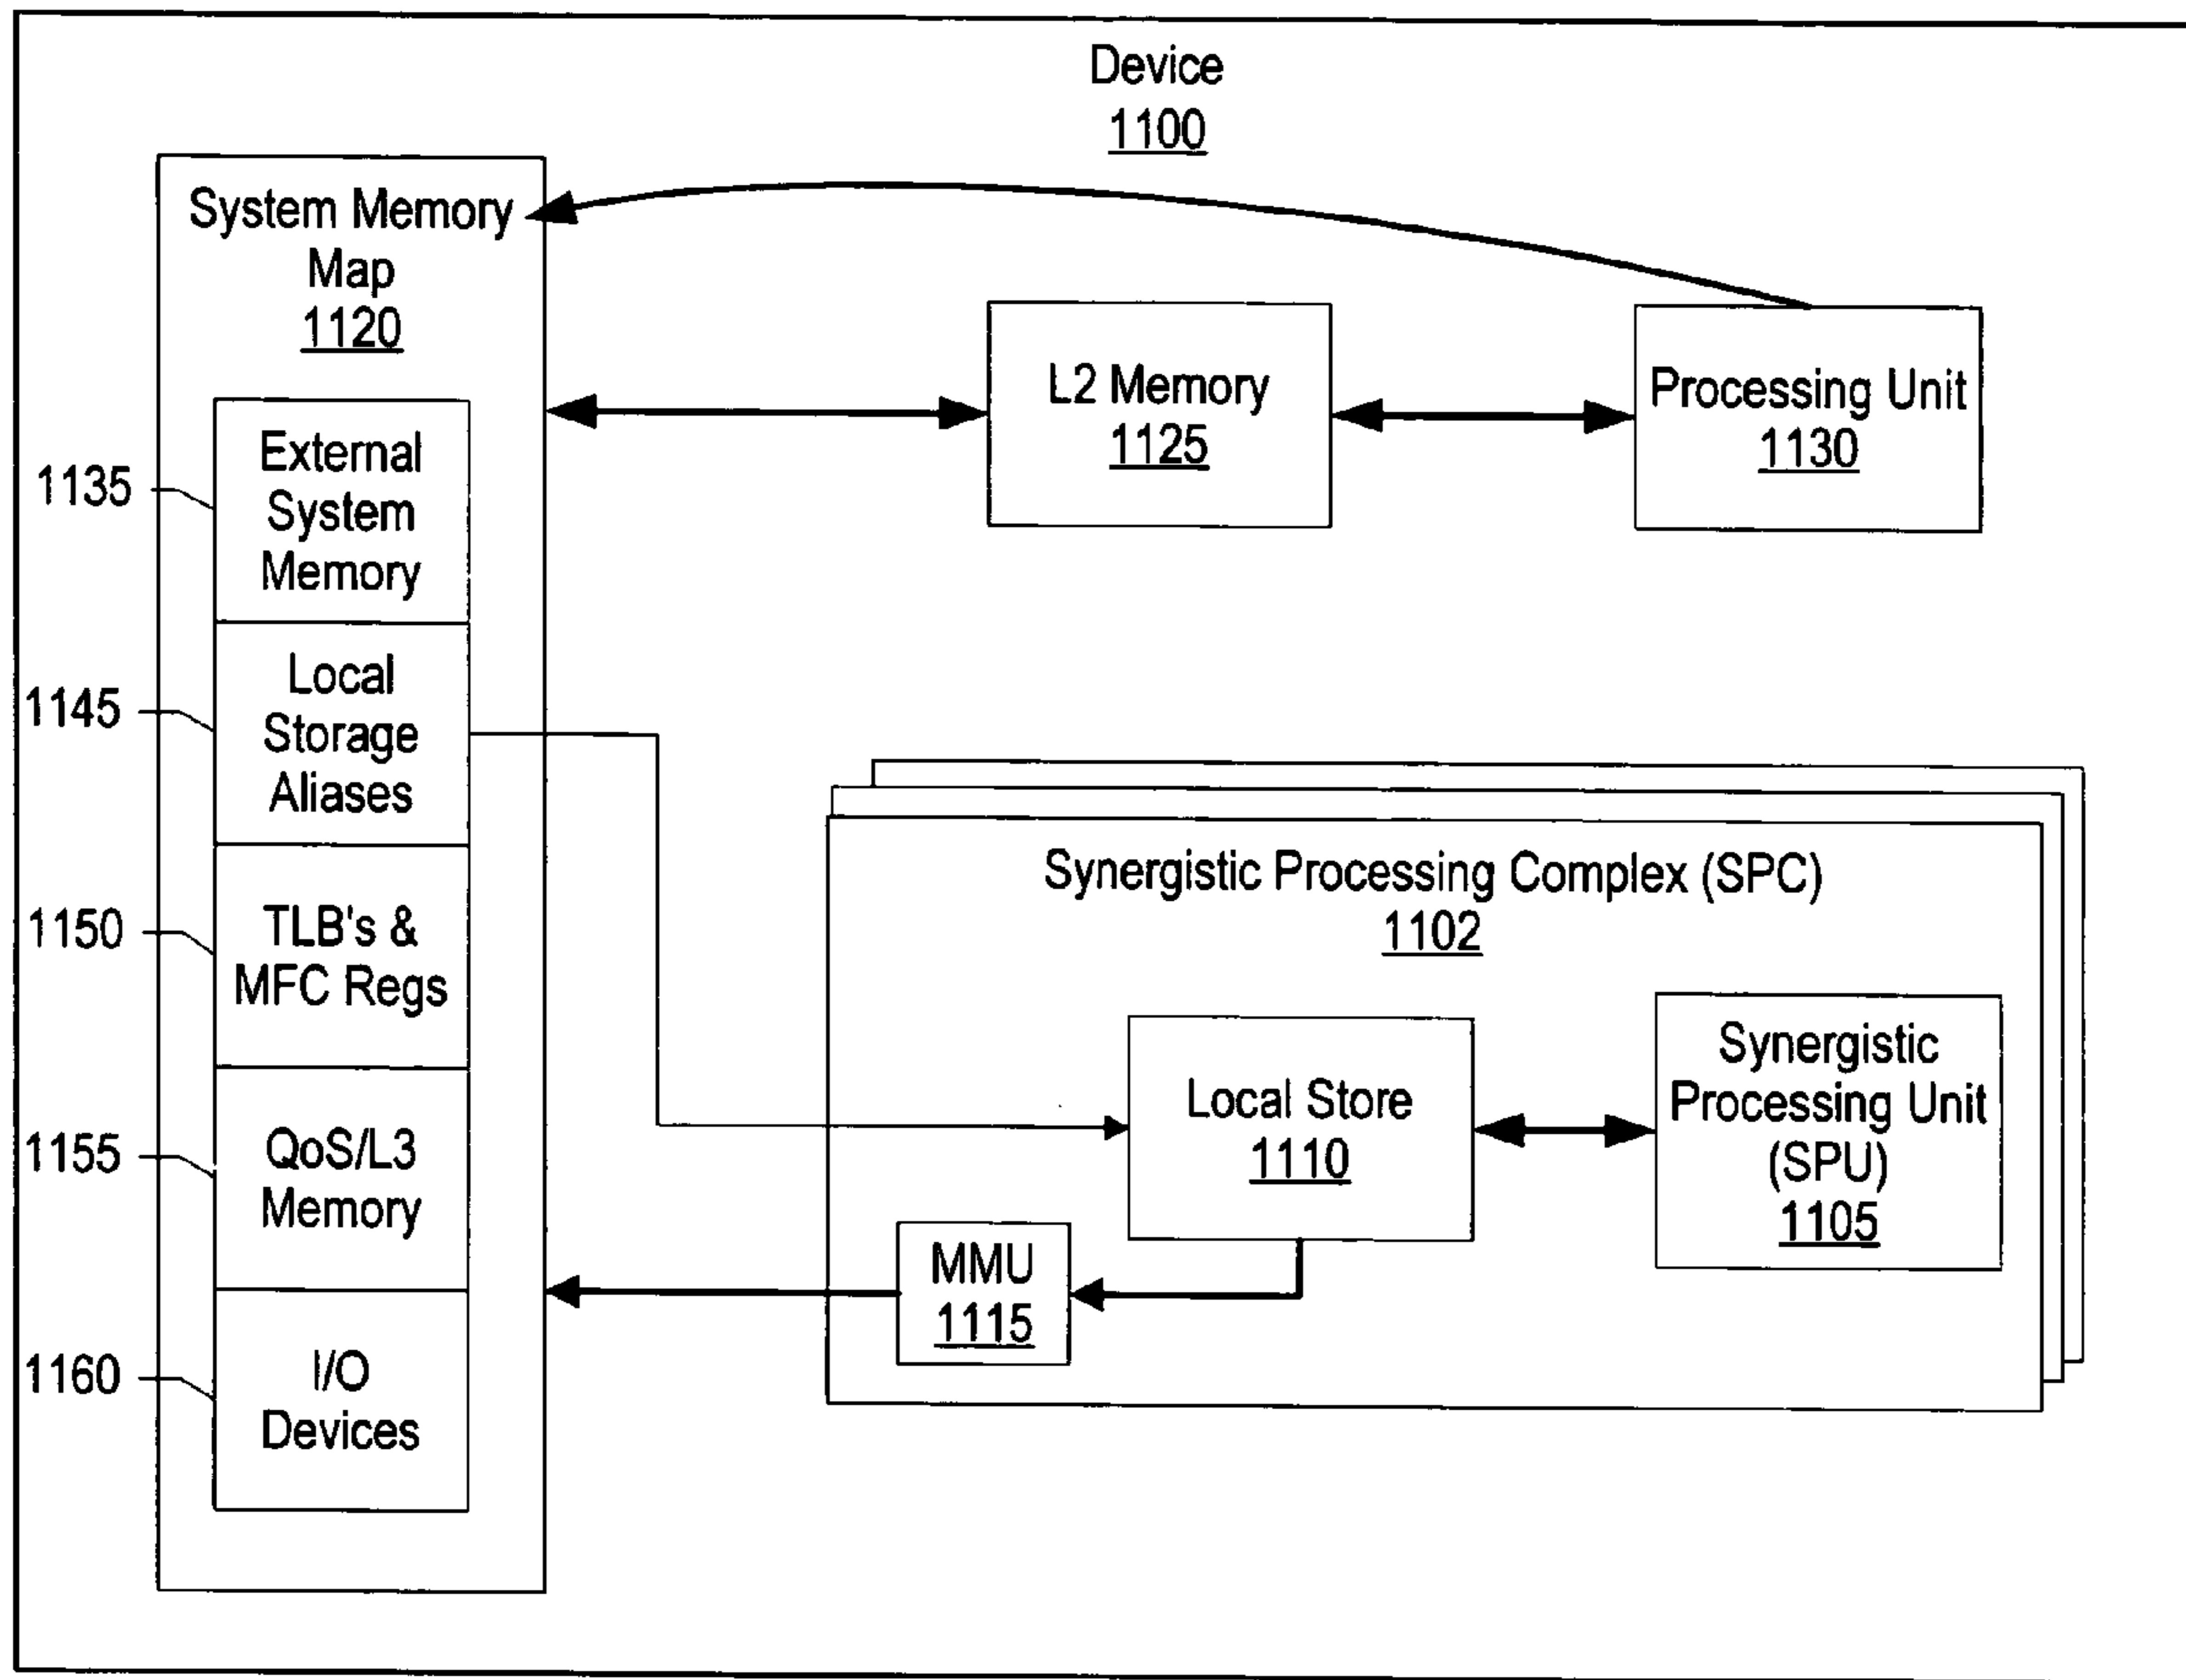 Device
1100
System Memory
Map
1120
External
System
Memory
1135
Local
Storage
Aliases
1145
TLB's &
MFC Regs
1150
QoS/L3
Memory
1155
I/O
Devices
1160
L2 Memory
1125
Processing Unit
1130
Synergistic Processing Complex (SPC)
1102
Local Store
1110
Synergistic
Processing Unit
(SPU)
1105
MMU
1115